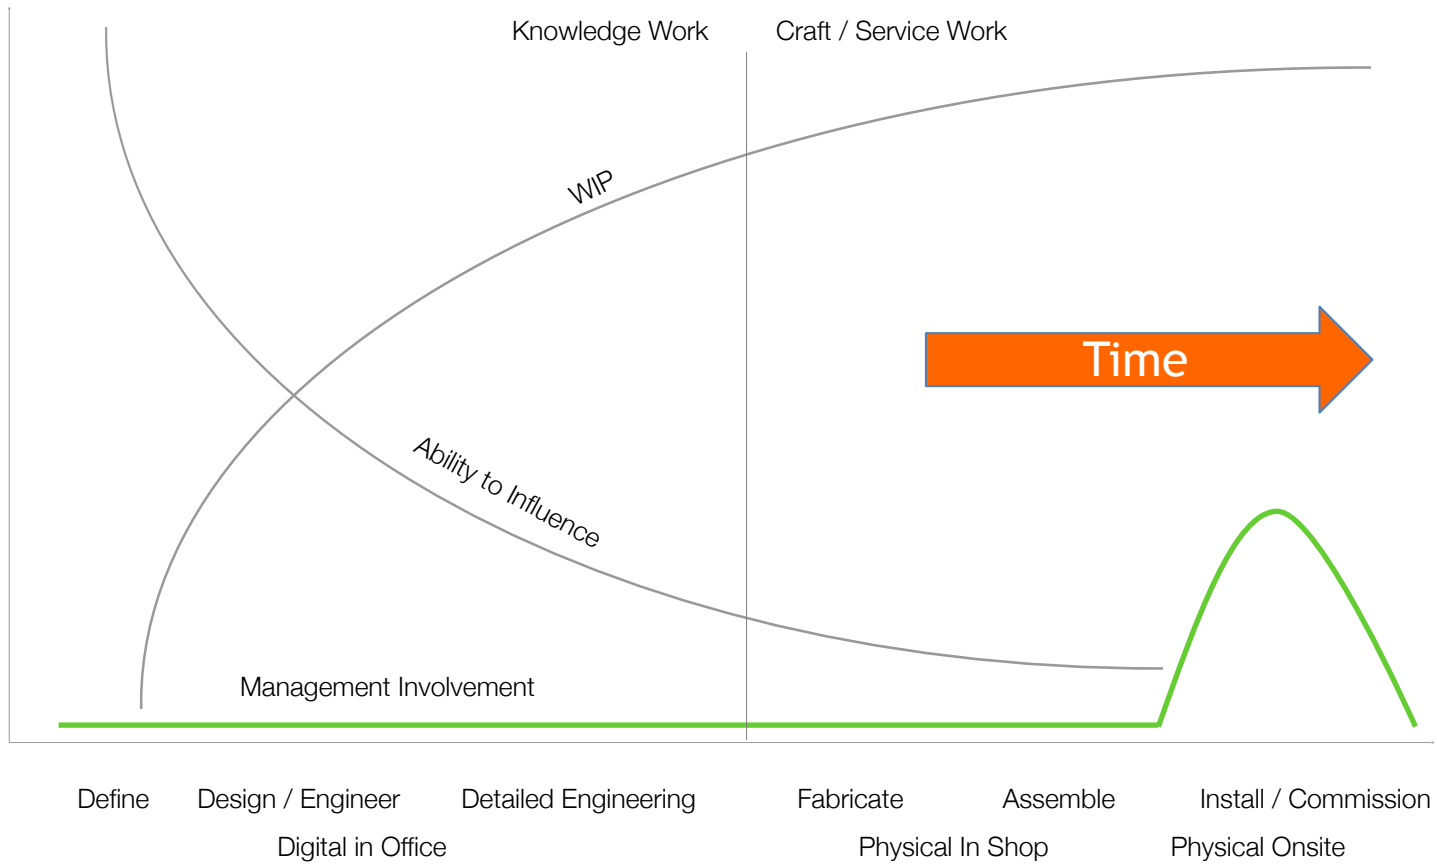 Knowledge Work
Craft / Service Work
WIP
Time
Ability to Influence
Management Involvement
Define
Design / Engineer
Detailed Engineering
Fabricate
Assemble
Install / Commission
Digital in Office
Physical In Shop
Physical Onsite